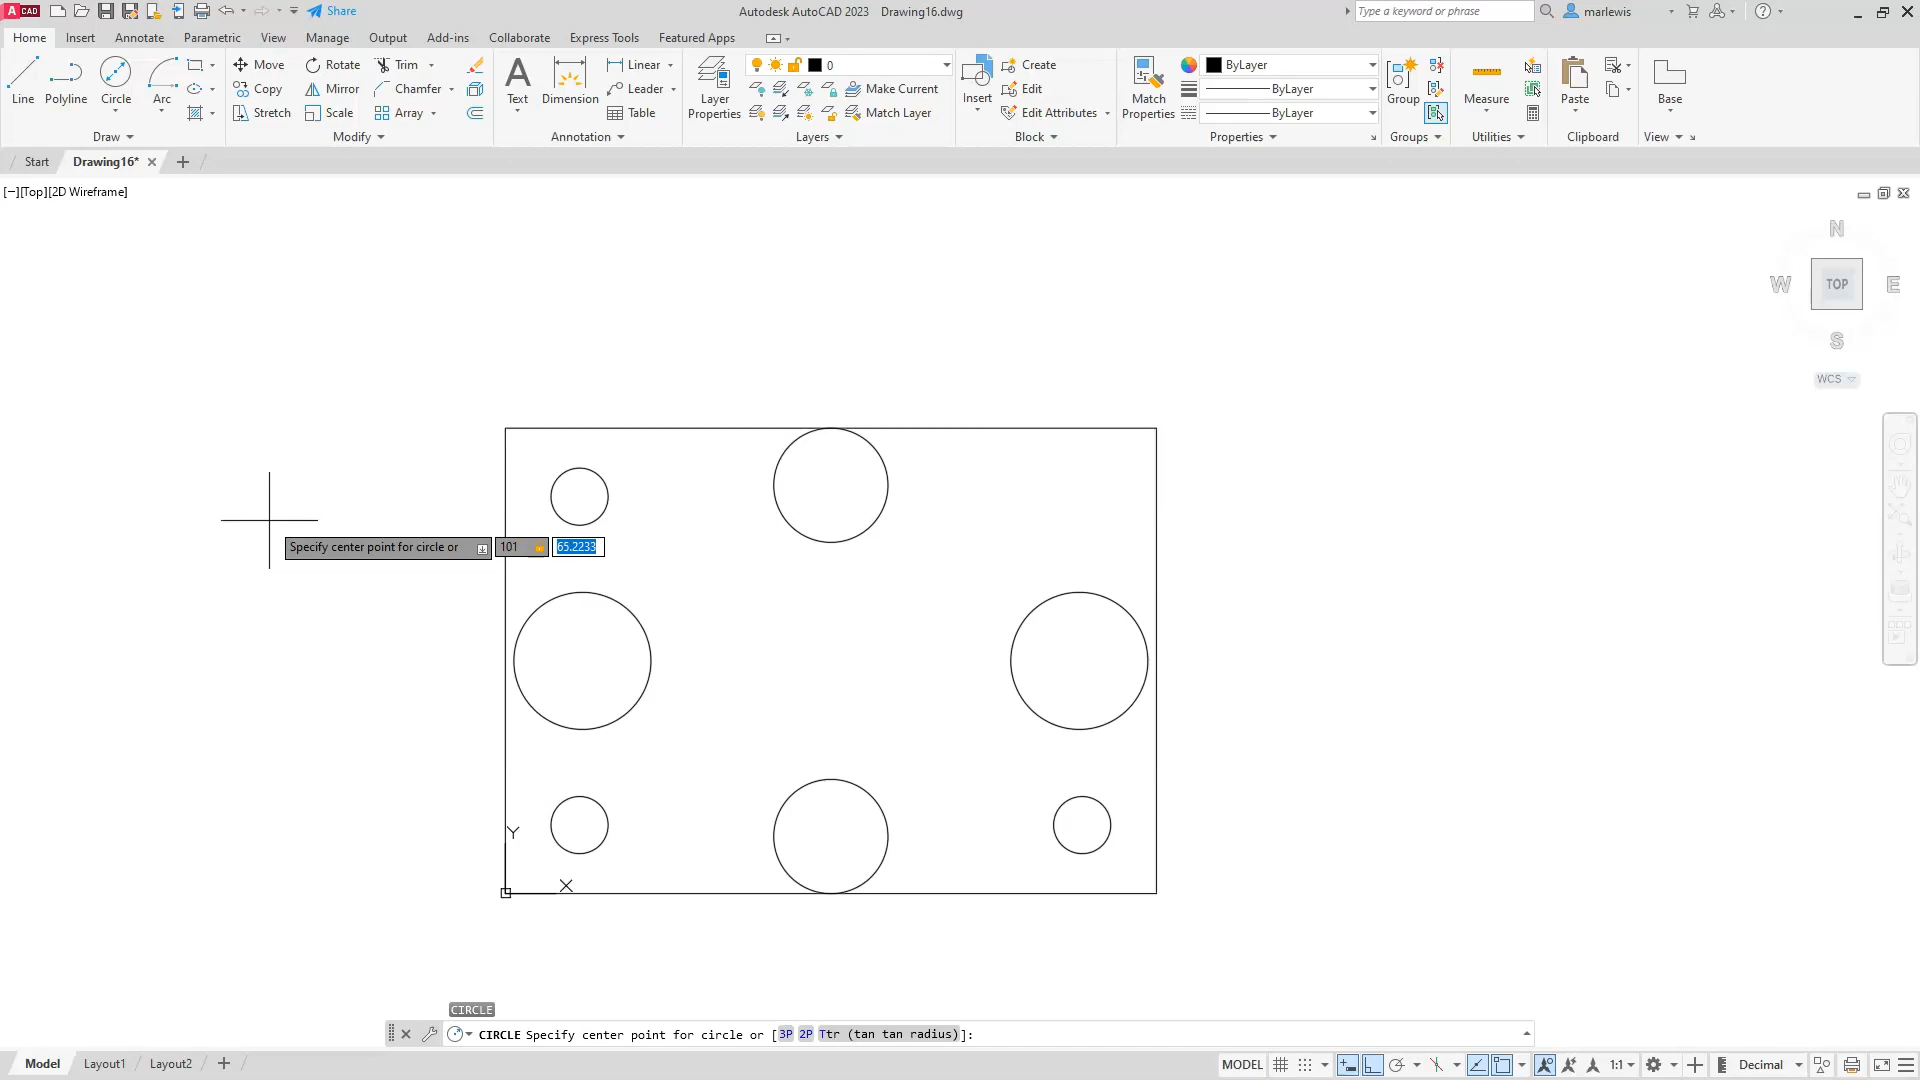 A CAD Share Autodesk AutoCAD 2023 Drawing16.dwg Type a keyword or phrase marlewis
Home Insert Annotate Parametric View Manage Output Add-ins Collaborate Express Tools Featured Apps
Line Polyline Circle Arc
Draw
Move Rotate Trim
Copy Mirror Chamfer
Stretch Scale Array
Modify
A Text Dimension
Linear
Leader
Table
Annotation
Layer Properties
0
Make Current
Match Layer
Layers
Insert
Create
Edit
Edit Attributes
Block
Match Properties
ByLayer
ByLayer
ByLayer
Properties
Group
Groups
Measure
Utilities
Paste
Clipboard
Base
View
Start Drawing16*
[−][Top][2D Wireframe]
N
W TOP E
S
WCS
Specify center point for circle or 101 65.2233
Y
X
CIRCLE
CIRCLE Specify center point for circle or [3P 2P Ttr (tan tan radius)]:
Model Layout1 Layout2 MODEL 1:1 Decimal